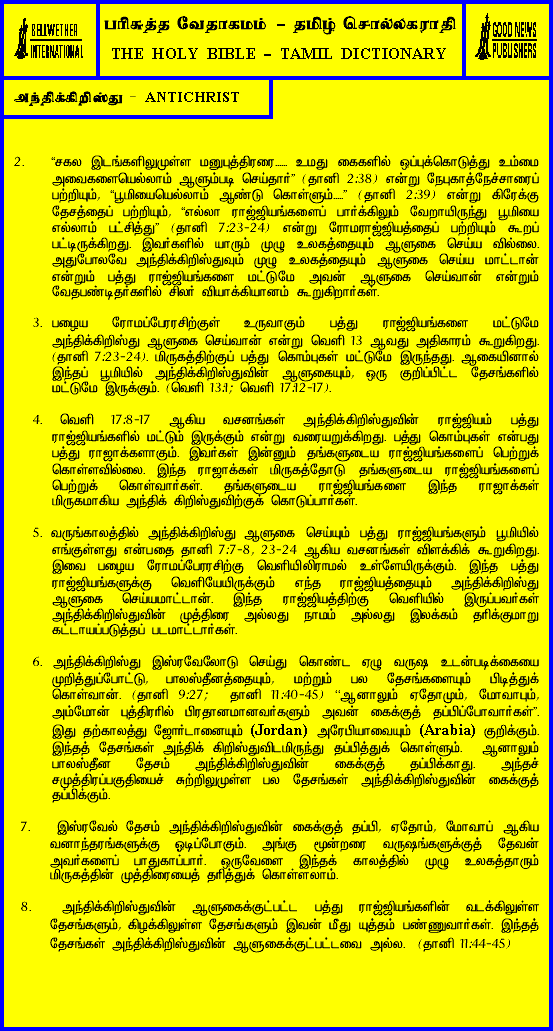 BELLWETHER
INTERNATIONAL
பரிசுத்த வேதாகமம் – தமிழ் சொல்லகராதி
THE HOLY BIBLE – TAMIL DICTIONARY
GOOD NEWS
PUBLISHERS
அந்திக்கிறிஸ்து – ANTICHRIST
2. “சகல இடங்களிலுமுள்ள மனுபுத்திரரை...... உமது கைகளில் ஒப்புக்கொடுத்து உம்மை
அவைகளையெல்லாம் ஆளும்படி செய்தார்” (தானி 2:38) என்று நேபுகாத்நேச்சாரைப்
பற்றியும், “பூமியையெல்லாம் ஆண்டு கொள்ளும்.....” (தானி 2:39) என்று கிரேக்கு
தேசத்தைப் பற்றியும், “எல்லா ராஜ்ஜியங்களைப் பார்க்கிலும் வேறாயிருந்து பூமியை
எல்லாம் பட்சித்து” (தானி 7:23-24) என்று ரோமராஜ்ஜியத்தைப் பற்றியும் கூறப்
பட்டிருக்கிறது. இவர்களில் யாரும் முழு உலகத்தையும் ஆளுகை செய்ய வில்லை.
அதுபோலவே அந்திக்கிறிஸ்துவும் முழு உலகத்தையும் ஆளுகை செய்ய மாட்டான்
என்றும் பத்து ராஜ்ஜியங்களை மட்டுமே அவன் ஆளுகை செய்வான் என்றும்
வேதபண்டிதர்களில் சிலர் வியாக்கியானம் கூறுகிறார்கள்.
3. பழைய ரோமப்பேரரசிற்குள் உருவாகும் பத்து ராஜ்ஜியங்களை மட்டுமே
அந்திக்கிறிஸ்து ஆளுகை செய்வான் என்று வெளி 13 ஆவது அதிகாரம் கூறுகிறது.
(தானி 7:23-24). மிருகத்திற்குப் பத்து கொம்புகள் மட்டுமே இருந்தது. ஆகையினால்
இந்தப் பூமியில் அந்திக்கிறிஸ்துவின் ஆளுகையும், ஒரு குறிப்பிட்ட தேசங்களில்
மட்டுமே இருக்கும். (வெளி 13:1; வெளி 17:12-17).
4. வெளி 17:8-17 ஆகிய வசனங்கள் அந்திக்கிறிஸ்துவின் ராஜ்ஜியம் பத்து
ராஜ்ஜியங்களில் மட்டும் இருக்கும் என்று வரையறுக்கிறது. பத்து கொம்புகள் என்பது
பத்து ராஜாக்களாகும். இவர்கள் இன்னும் தங்களுடைய ராஜ்ஜியங்களைப் பெற்றுக்
கொள்ளவில்லை. இந்த ராஜாக்கள் மிருகத்தோடு தங்களுடைய ராஜ்ஜியங்களைப்
பெற்றுக் கொள்வார்கள். தங்களுடைய ராஜ்ஜியங்களை இந்த ராஜாக்கள்
மிருகமாகிய அந்திக் கிறிஸ்துவிற்குக் கொடுப்பார்கள்.
5. வருங்காலத்தில் அந்திக்கிறிஸ்து ஆளுகை செய்யும் பத்து ராஜ்ஜியங்களும் பூமியில்
எங்குள்ளது என்பதை தானி 7:7-8, 23-24 ஆகிய வசனங்கள் விளக்கிக் கூறுகிறது.
இவை பழைய ரோமப்பேரரசிற்கு வெளியிலிராமல் உள்ளேயிருக்கும். இந்த பத்து
ராஜ்ஜியங்களுக்கு வெளியேயிருக்கும் எந்த ராஜ்ஜியத்தையும் அந்திக்கிறிஸ்து
ஆளுகை செய்யமாட்டான். இந்த ராஜ்ஜியத்திற்கு வெளியில் இருப்பவர்கள்
அந்திக்கிறிஸ்துவின் முத்திரை அல்லது நாமம் அல்லது இலக்கம் தரிக்குமாறு
கட்டாயப்படுத்தப் படமாட்டார்கள்.
6. அந்திக்கிறிஸ்து இஸ்ரவேலோடு செய்து கொண்ட ஏழு வருஷ உடன்படிக்கையை
முறித்துப்போட்டு, பாலஸ்தீனத்தையும், மற்றும் பல தேசங்களையும் பிடித்துக்
கொள்வான். (தானி 9:27; தானி 11:40-45) “ஆனாலும் ஏதோமும், மோவாபும்,
அம்மோன் புத்திரரில் பிரதானமானவர்களும் அவன் கைக்குத் தப்பிப்போவார்கள்”.
இது தற்காலத்து ஜோர்டானையும் (Jordan) அரேபியாவையும் (Arabia) குறிக்கும்.
இந்தத் தேசங்கள் அந்திக் கிறிஸ்துவிடமிருந்து தப்பித்துக் கொள்ளும். ஆனாலும்
பாலஸ்தீன தேசம் அந்திக்கிறிஸ்துவின் கைக்குத் தப்பிக்காது. அந்தச்
சமுத்திரப்பகுதியைச் சுற்றிலுமுள்ள பல தேசங்கள் அந்திக்கிறிஸ்துவின் கைக்குத்
தப்பிக்கும்.
7. இஸ்ரவேல் தேசம் அந்திக்கிறிஸ்துவின் கைக்குத் தப்பி, ஏதோம், மோவாப் ஆகிய
வனாந்தரங்களுக்கு ஓடிப்போகும். அங்கு மூன்றரை வருஷங்களுக்குத் தேவன்
அவர்களைப் பாதுகாப்பார். ஒருவேளை இந்தக் காலத்தில் முழு உலகத்தாரும்
மிருகத்தின் முத்திரையைத் தரித்துக் கொள்ளலாம்.
8. அந்திக்கிறிஸ்துவின் ஆளுகைக்குட்பட்ட பத்து ராஜ்ஜியங்களின் வடக்கிலுள்ள
தேசங்களும், கிழக்கிலுள்ள தேசங்களும் இவன் மீது யுத்தம் பண்ணுவார்கள். இந்தத்
தேசங்கள் அந்திக்கிறிஸ்துவின் ஆளுகைக்குட்பட்டவை அல்ல. (தானி 11:44-45)